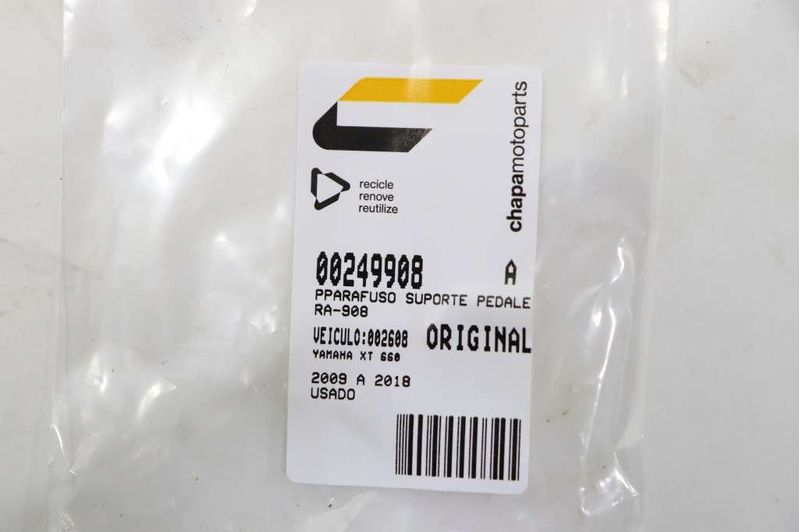 chapamotoparts
recicle
renove
reutilize
00249908 A
PPARAFUSO SUPORTE PEDALE
RA-908
VEICULO:002608 ORIGINAL
YAMAHA XT 660
2009 A 2018
USADO